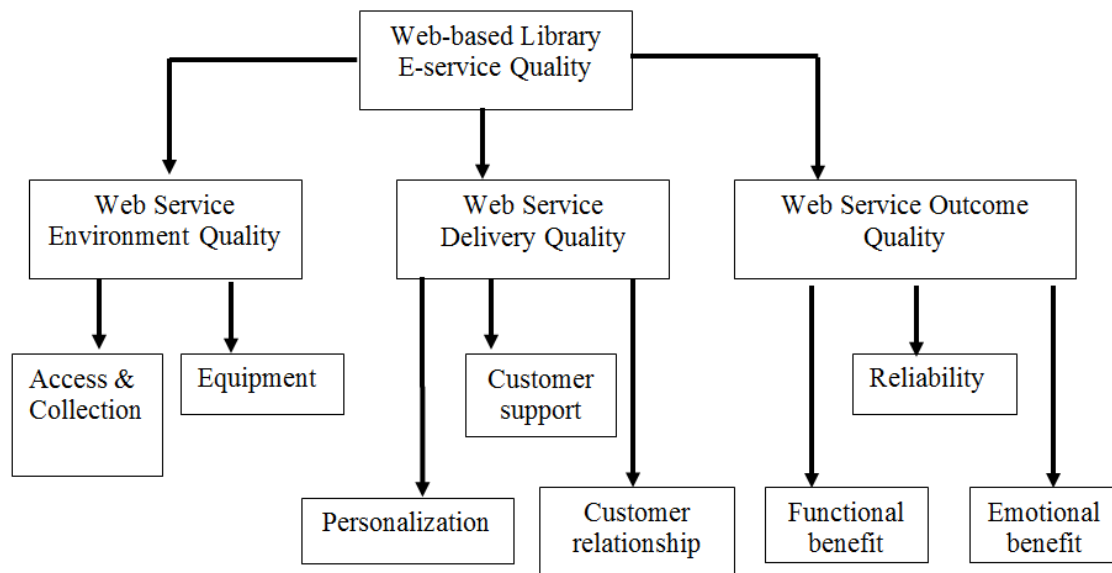 Web-based Library
E-service Quality
Web Service
Environment Quality
Web Service
Delivery Quality
Web Service Outcome
Quality
Access &
Collection
Equipment
Customer
support
Reliability
Personalization
Customer
relationship
Functional
benefit
Emotional
benefit